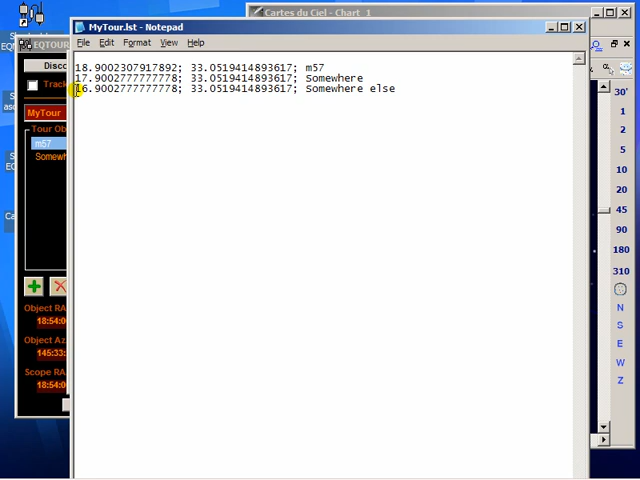 Cartes du Ciel - Chart_1
MyTour.lst - Notepad
File Edit Format View Help
18.9002307917892; 33.0519414893617; m57
17.9002777777778; 33.0519414893617; Somewhere
16.9002777777778; 33.0519414893617; Somewhere else
EQTOUR
Disco
Track
MyTour
Tour Obj
m57
Somewh
Object RA
18:54:0
Object Az
145:33:
Scope RA
18:54:0
30'
1
2
5
10
20
45
90
180
310
N
S
E
W
Z